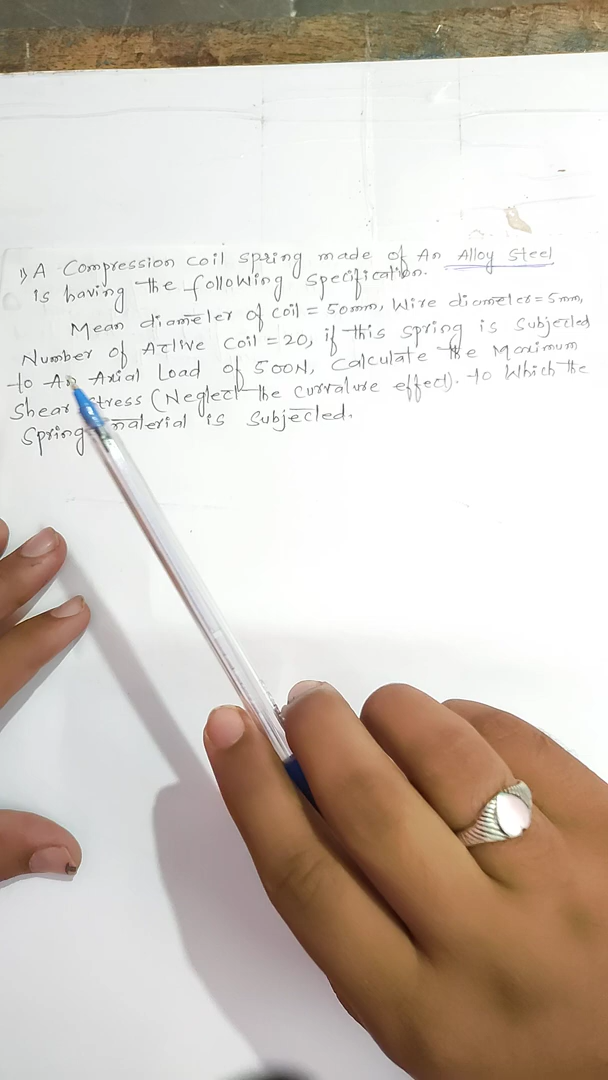 1) A Compression coil spring made of An Alloy Steel
is having the following specification.
Mean diameter of coil = 50mm, Wire diameter = 5mm,
Number of Active coil = 20, if this spring is Subjected
to An Axial Load of 500N, Calculate the Maximum
Shear Stress (Neglect the curvature effect). to Which the
Spring material is Subjected.